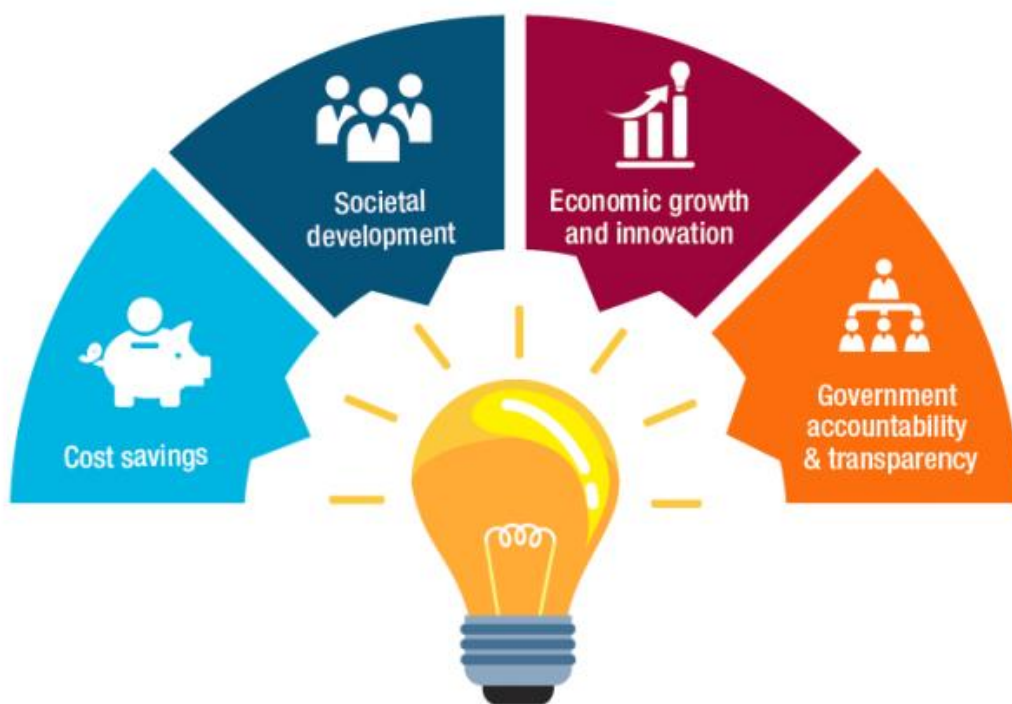 Cost savings
Societal
development
Economic growth
and innovation
Government
accountability
& transparency